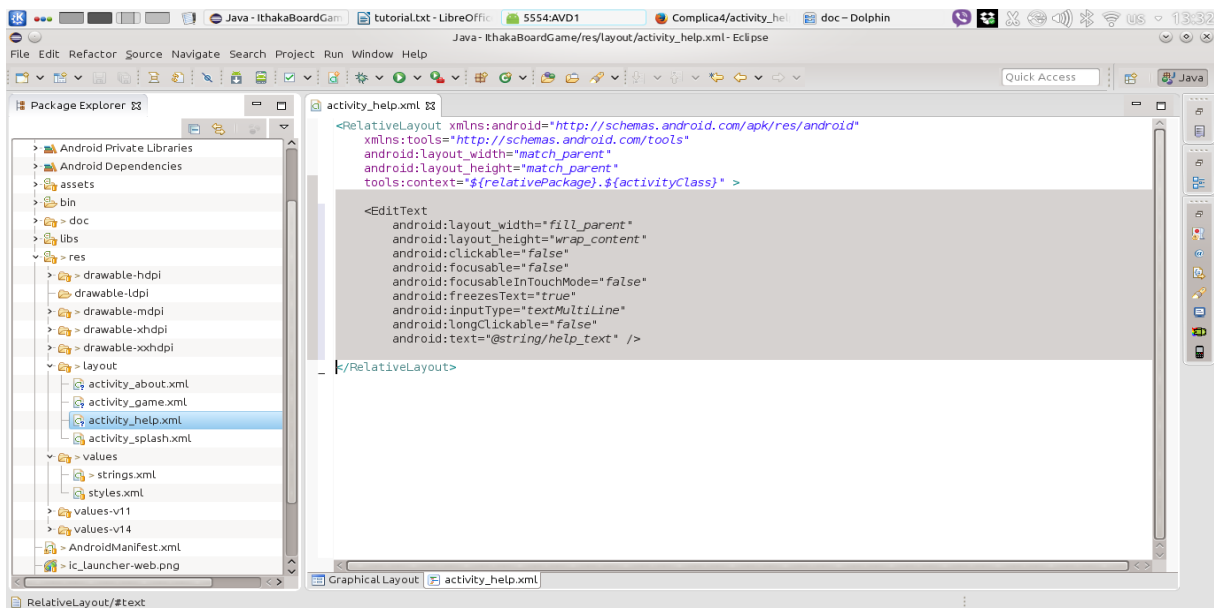 Java - IthakaBoardGam
tutorial.txt - LibreOffic
5554:AVD1
Complica4/activity_hel
doc – Dolphin
us
13:32
Java - IthakaBoardGame/res/layout/activity_help.xml - Eclipse
File Edit Refactor Source Navigate Search Project Run Window Help
Quick Access
Java
Package Explorer
activity_help.xml
Android Private Libraries
Android Dependencies
assets
bin
> doc
libs
> res
> drawable-hdpi
drawable-ldpi
> drawable-mdpi
> drawable-xhdpi
> drawable-xxhdpi
> layout
activity_about.xml
activity_game.xml
activity_help.xml
activity_splash.xml
> values
> strings.xml
styles.xml
values-v11
values-v14
> AndroidManifest.xml
> ic_launcher-web.png
<RelativeLayout xmlns:android="http://schemas.android.com/apk/res/android"
xmlns:tools="http://schemas.android.com/tools"
android:layout_width="match_parent"
android:layout_height="match_parent"
tools:context="${relativePackage}.${activityClass}" >
<EditText
android:layout_width="fill_parent"
android:layout_height="wrap_content"
android:clickable="false"
android:focusable="false"
android:focusableInTouchMode="false"
android:freezesText="true"
android:inputType="textMultiLine"
android:longClickable="false"
android:text="@string/help_text" />
</RelativeLayout>
Graphical Layout
activity_help.xml
RelativeLayout/#text